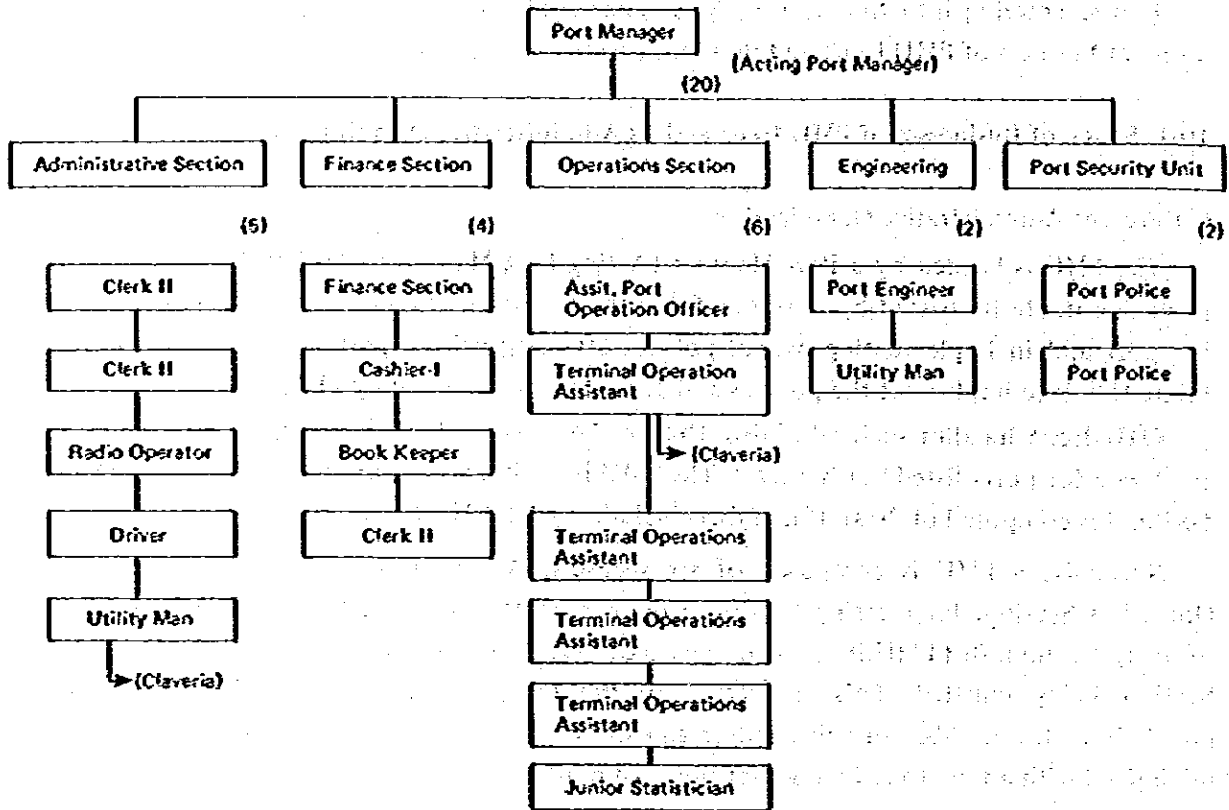 Port Manager
(Acting Port Manager)
(20)
Administrative Section
Finance Section
Operations Section
Engineering
Port Security Unit
(5)
(4)
(6)
(2)
(2)
Clerk II
Clerk II
Radio Operator
Driver
Utility Man
(Claveria)
Finance Section
Cashier-I
Book Keeper
Clerk II
Assit, Port
Operation Officer
Terminal Operation
Assistant
(Claveria)
Terminal Operations
Assistant
Terminal Operations
Assistant
Terminal Operations
Assistant
Junior Statistician
Port Engineer
Utility Man
Port Police
Port Police